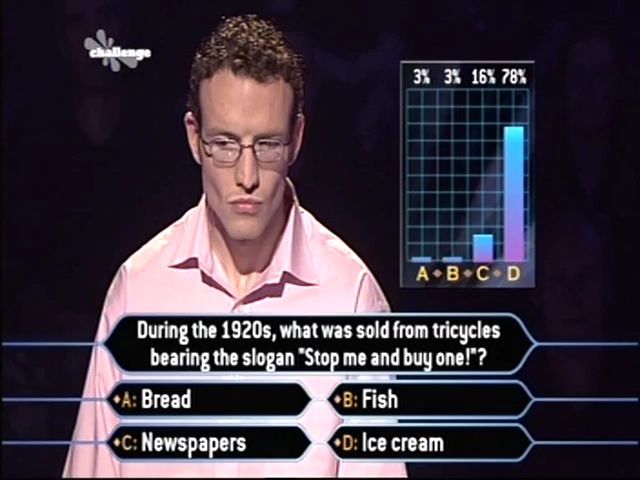 challenge
3% 3% 16% 78%
A B C D
During the 1920s, what was sold from tricycles
bearing the slogan "Stop me and buy one!"?
A: Bread
B: Fish
C: Newspapers
D: Ice cream